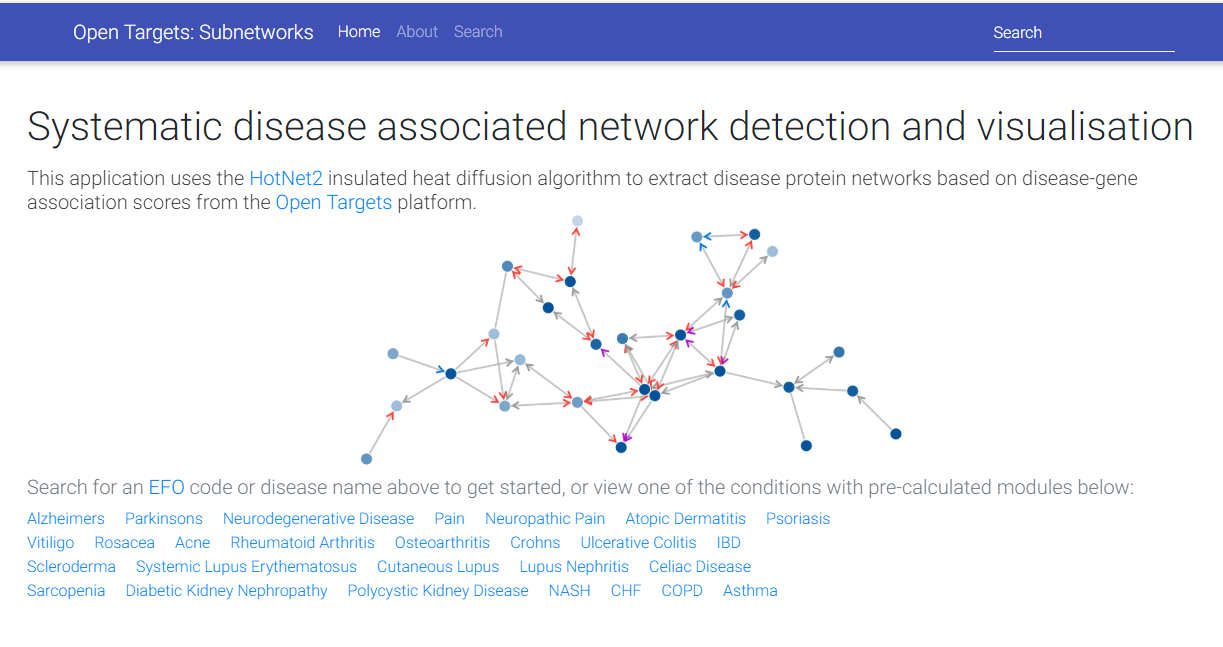 Open Targets: Subnetworks Home About Search Search
Systematic disease associated network detection and visualisation
This application uses the HotNet2 insulated heat diffusion algorithm to extract disease protein networks based on disease-gene
association scores from the Open Targets platform.
Search for an EFO code or disease name above to get started, or view one of the conditions with pre-calculated modules below:
Alzheimers Parkinsons Neurodegenerative Disease Pain Neuropathic Pain Atopic Dermatitis Psoriasis
Vitiligo Rosacea Acne Rheumatoid Arthritis Osteoarthritis Crohns Ulcerative Colitis IBD
Scleroderma Systemic Lupus Erythematosus Cutaneous Lupus Lupus Nephritis Celiac Disease
Sarcopenia Diabetic Kidney Nephropathy Polycystic Kidney Disease NASH CHF COPD Asthma